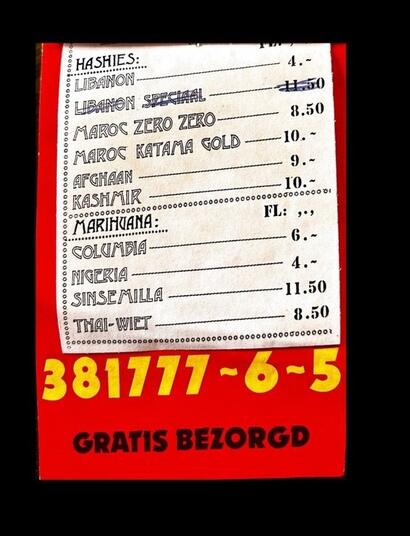 HASHIES:
LIBANON 4.-
LIBANON SPECIAAL 11.50
MAROC ZERO ZERO 8.50
MAROC KATAMA GOLD 10.-
AFGHAAN 9.-
KASHMIR 10.-
MARIHUANA: FL: ,.,
COLUMBIA 6.-
NIGERIA 4.-
SINSEMILLA 11.50
THAI-WIET 8.50
381777~6~5
GRATIS BEZORGD